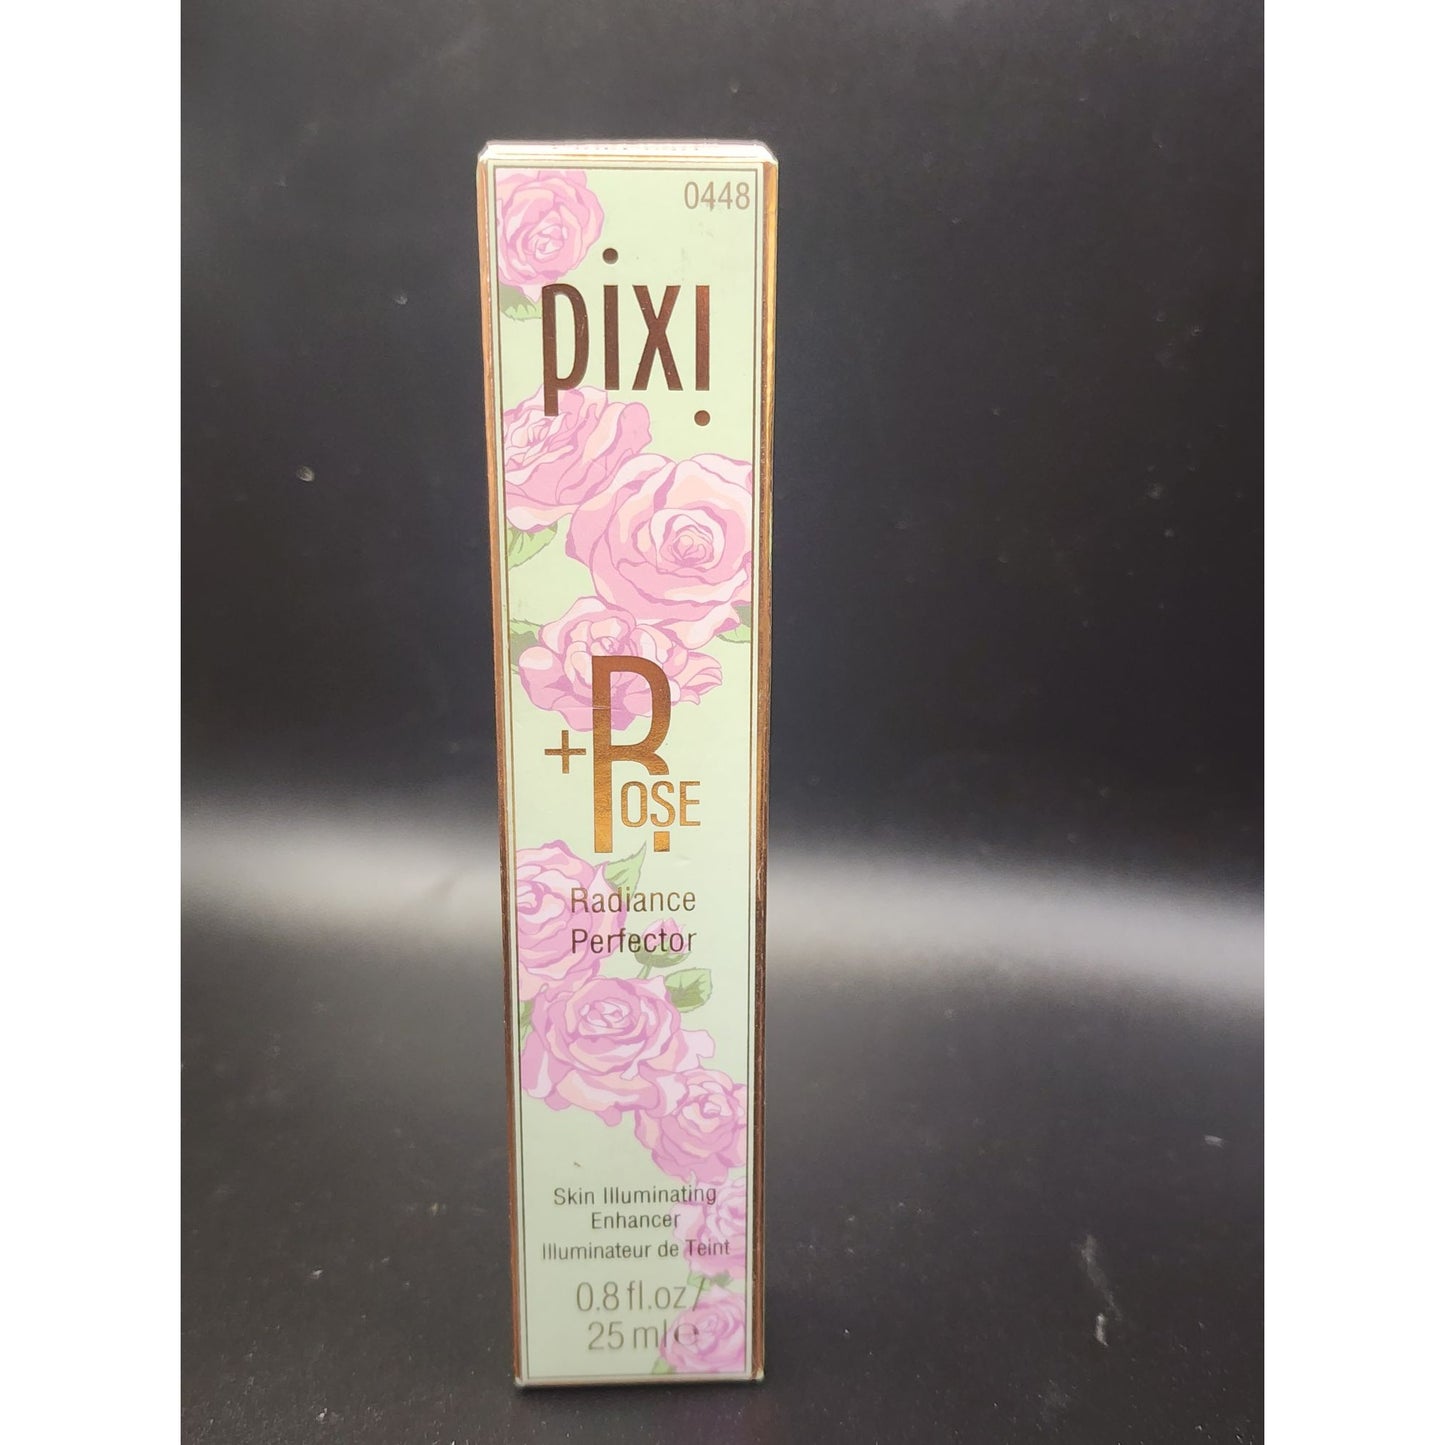 0448
pixi
+Rose
Radiance
Perfector
Skin Illuminating
Enhancer
Illuminateur de Teint
0.8 fl.oz/
25 ml℮